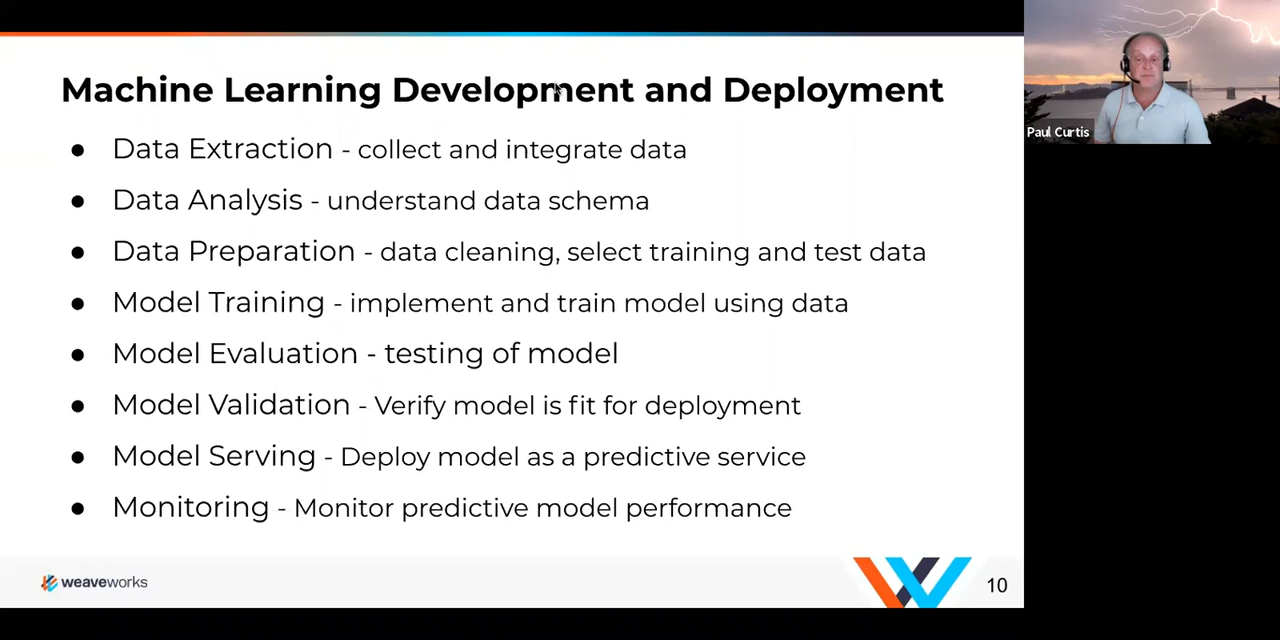 Machine Learning Development and Deployment
● Data Extraction - collect and integrate data
● Data Analysis - understand data schema
● Data Preparation - data cleaning, select training and test data
● Model Training - implement and train model using data
● Model Evaluation - testing of model
● Model Validation - Verify model is fit for deployment
● Model Serving - Deploy model as a predictive service
● Monitoring - Monitor predictive model performance
weaveworks
10
Paul Curtis